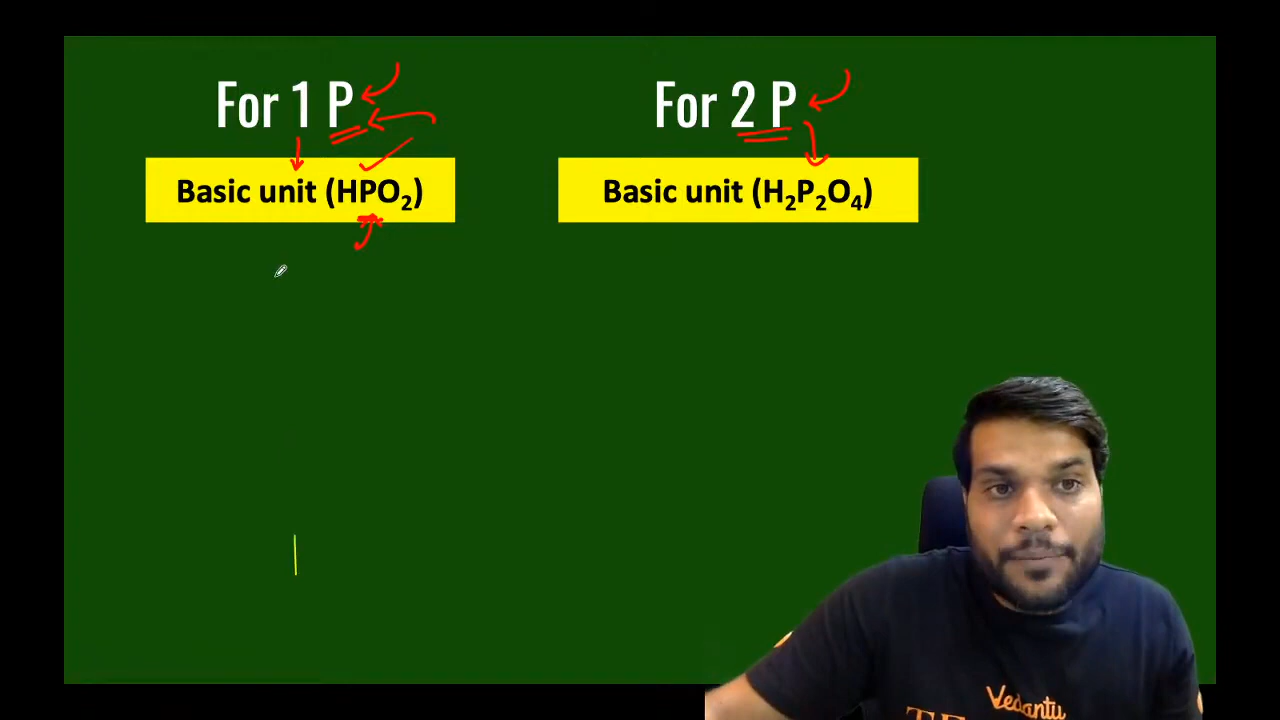 For 1 P
Basic unit (HPO₂)
For 2 P
Basic unit (H₂P₂O₄)
Vedantu